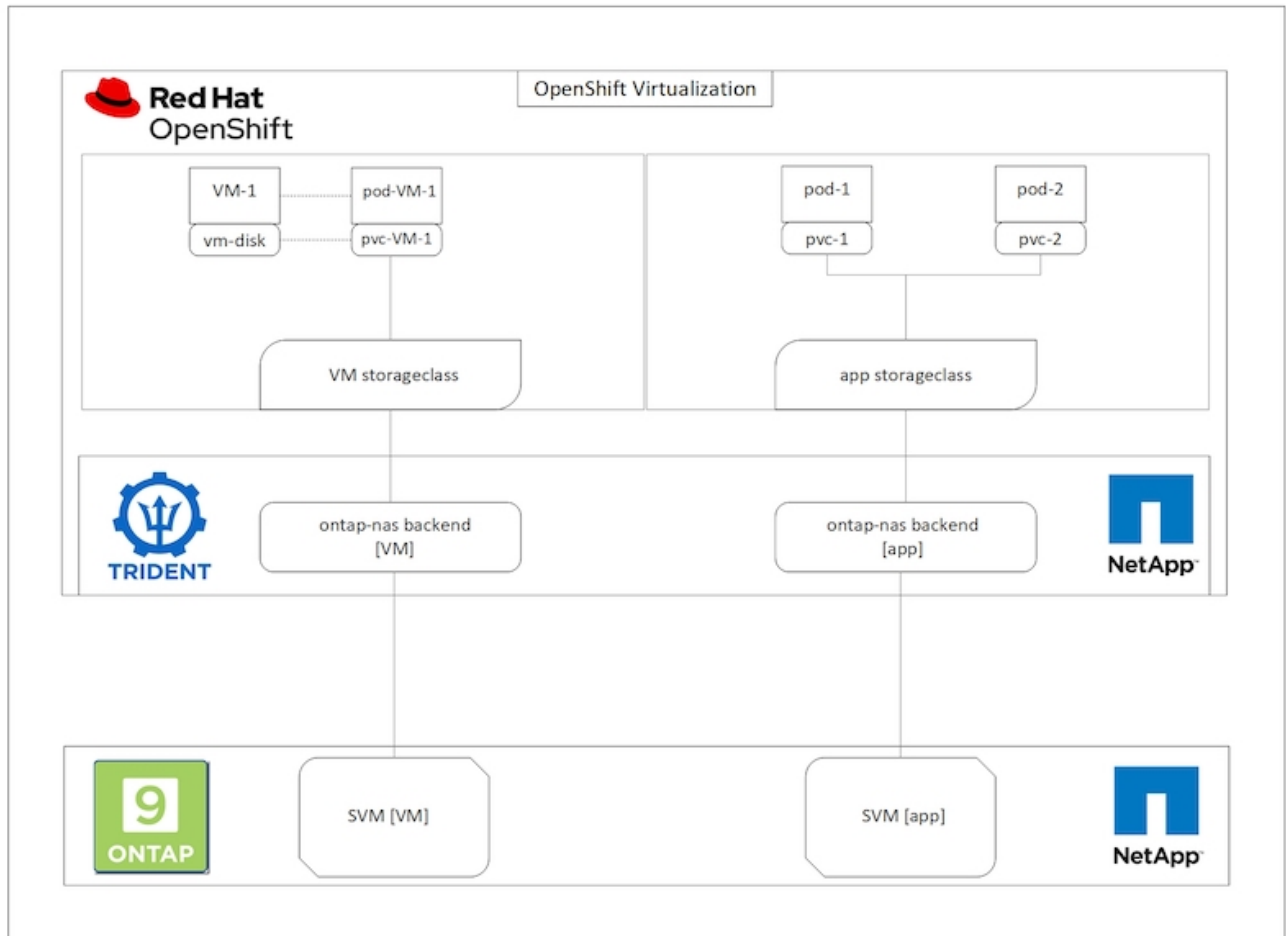 Red Hat
OpenShift
OpenShift Virtualization
VM-1
pod-VM-1
vm-disk
pvc-VM-1
pod-1
pod-2
pvc-1
pvc-2
VM storageclass
app storageclass
TRIDENT
ontap-nas backend
[VM]
ontap-nas backend
[app]
NetApp™
9
ONTAP
SVM [VM]
SVM [app]
NetApp™